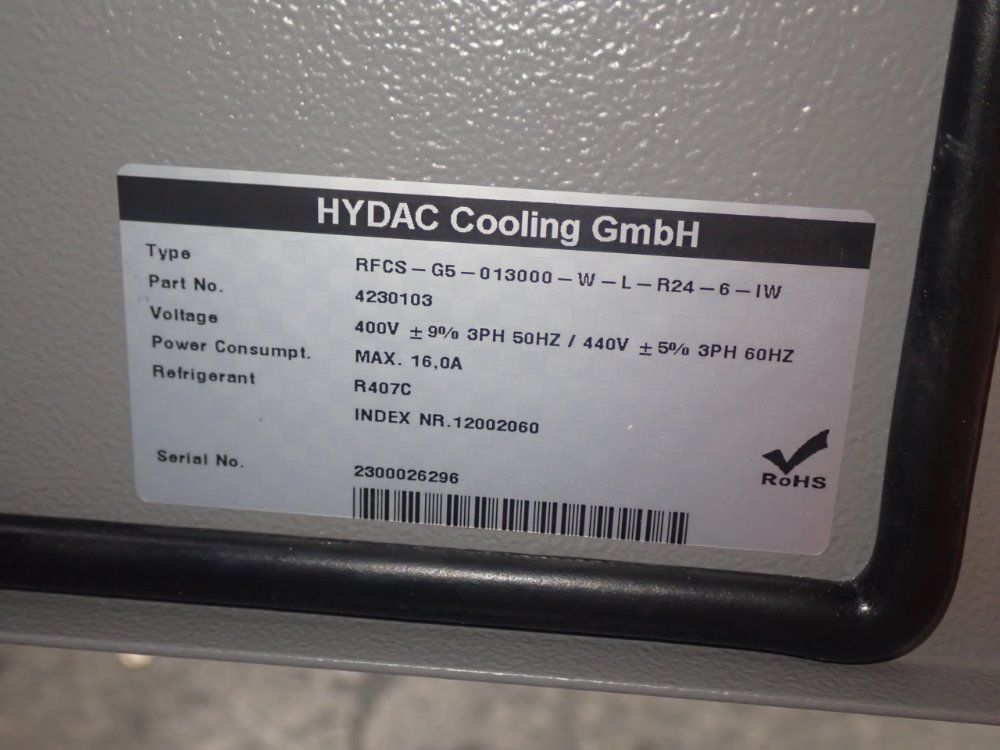 HYDAC Cooling GmbH
Type RFCS-G5-013000-W-L-R24-6-IW
Part No. 4230103
Voltage 400V ±9% 3PH 50HZ / 440V ±5% 3PH 60HZ
Power Consumpt. MAX. 16,0A
Refrigerant R407C
INDEX NR.12002060
Serial No. 2300026296
RoHS